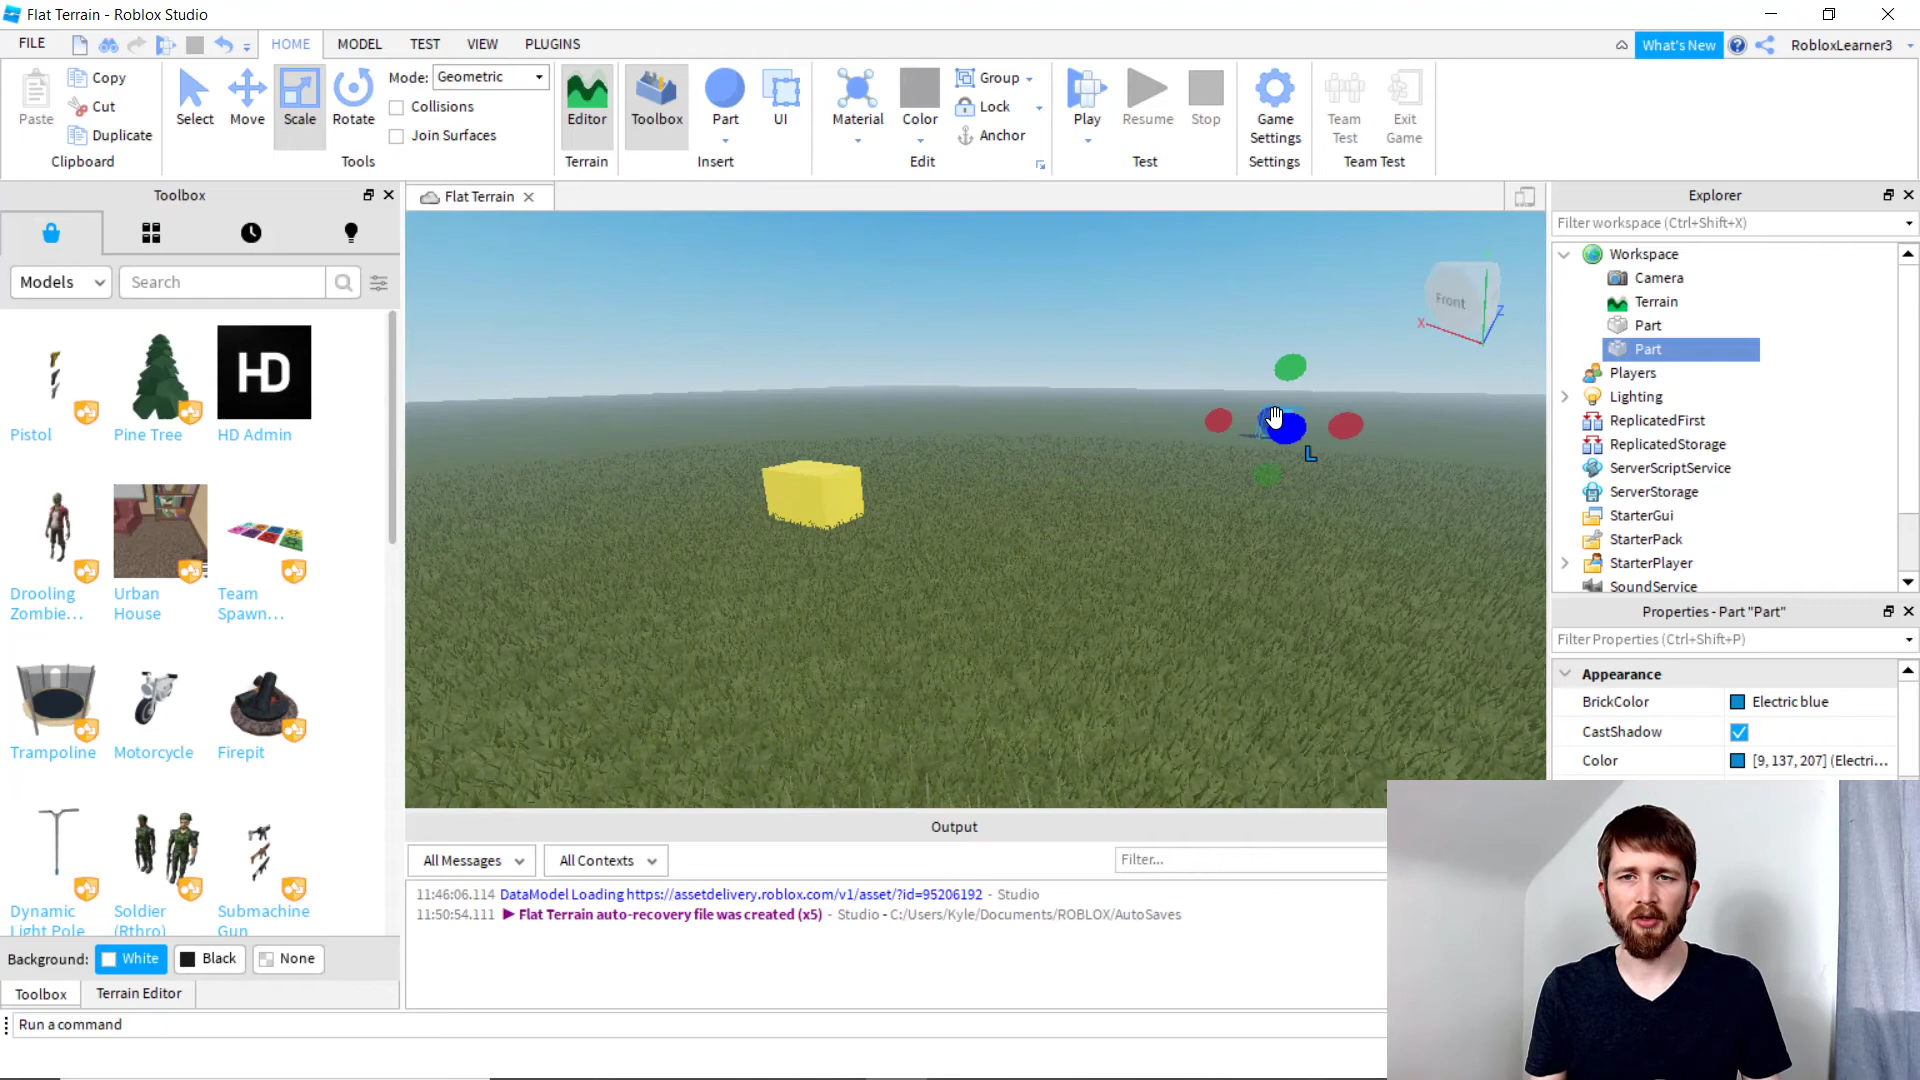 Flat Terrain - Roblox Studio
FILE
HOME
MODEL
TEST
VIEW
PLUGINS
What's New
RobloxLearner3
Paste
Copy
Cut
Duplicate
Clipboard
Select
Move
Scale
Rotate
Mode: Geometric
Collisions
Join Surfaces
Tools
Editor
Terrain
Toolbox
Part
UI
Insert
Material
Color
Group
Lock
Anchor
Edit
Play
Resume
Stop
Test
Game Settings
Settings
Team Test
Exit Game
Team Test
Toolbox
Models
Search
Pistol
Pine Tree
HD
HD Admin
Drooling Zombie...
Urban House
Team Spawn...
Trampoline
Motorcycle
Firepit
Dynamic Light Pole
Soldier (Rthro)
Submachine Gun
Background: White Black None
Toolbox
Terrain Editor
Run a command
Flat Terrain
Front
X
Z
L
Output
All Messages
All Contexts
Filter...
11:46:06.114 DataModel Loading https://assetdelivery.roblox.com/v1/asset/?id=95206192 - Studio
11:50:54.111 ▶ Flat Terrain auto-recovery file was created (x5) - Studio - C:/Users/Kyle/Documents/ROBLOX/AutoSaves
Explorer
Filter workspace (Ctrl+Shift+X)
Workspace
Camera
Terrain
Part
Part
Players
Lighting
ReplicatedFirst
ReplicatedStorage
ServerScriptService
ServerStorage
StarterGui
StarterPack
StarterPlayer
SoundService
Properties - Part "Part"
Filter Properties (Ctrl+Shift+P)
Appearance
BrickColor Electric blue
CastShadow
Color [9, 137, 207] (Electri...